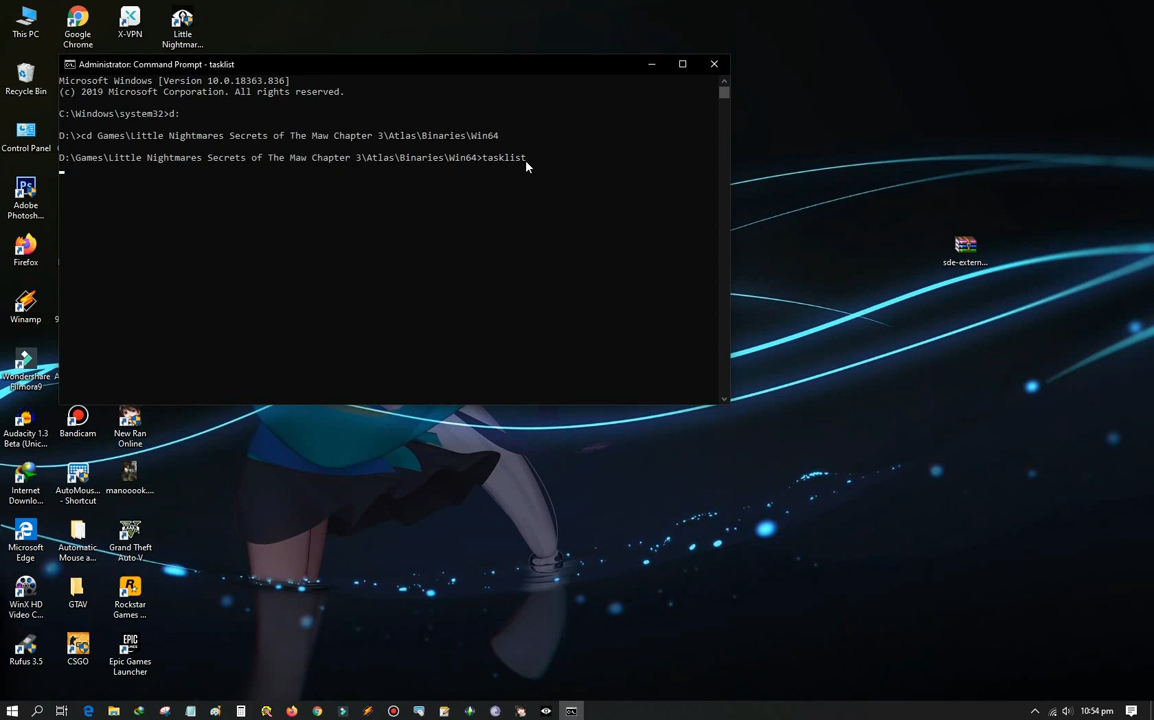 This PC
Google
Chrome
X-VPN
Little
Nightmar...
Recycle Bin
Control Panel
Adobe
Photosh...
Firefox
Winamp
Wondershare
Filmora9
Audacity 1.3
Beta (Unic...
Bandicam
New Ran
Online
Internet
Downlo...
AutoMous...
- Shortcut
manooook....
Microsoft
Edge
Automatic
Mouse a...
Grand Theft
Auto V
WinX HD
Video C...
GTAV
Rockstar
Games ...
Rufus 3.5
CSGO
Epic Games
Launcher
Administrator: Command Prompt - tasklist
Microsoft Windows [Version 10.0.18363.836]
(c) 2019 Microsoft Corporation. All rights reserved.
C:\Windows\system32>d:
D:\>cd Games\Little Nightmares Secrets of The Maw Chapter 3\Atlas\Binaries\Win64
D:\Games\Little Nightmares Secrets of The Maw Chapter 3\Atlas\Binaries\Win64>tasklist
sde-extern...
10:54 pm